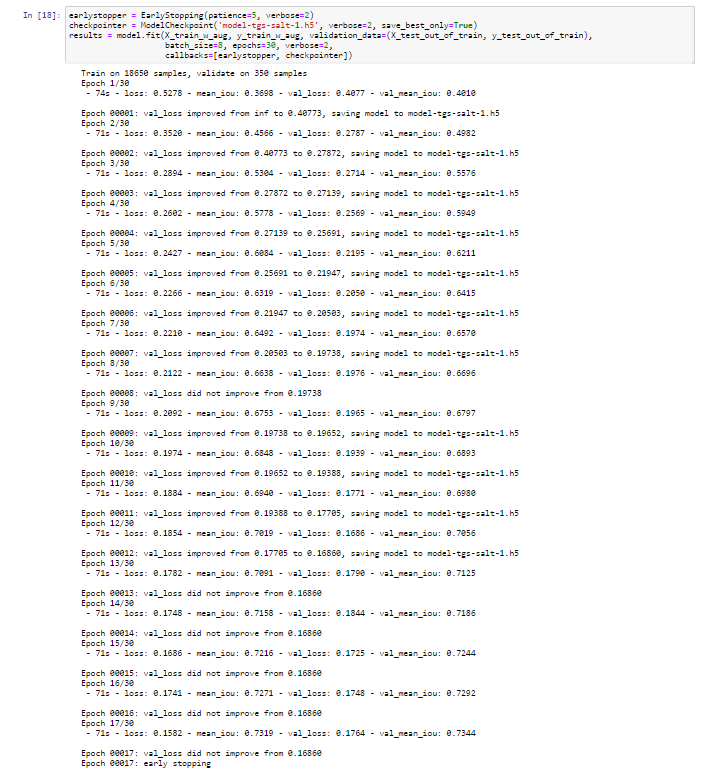 In [18]: earlystopper = EarlyStopping(patience=5, verbose=2)
checkpointer = ModelCheckpoint('model-tgs-salt-1.h5', verbose=2, save_best_only=True)
results = model.fit(X_train_w_aug, y_train_w_aug, validation_data=(X_test_out_of_train, y_test_out_of_train),
batch_size=8, epochs=30, verbose=2,
callbacks=[earlystopper, checkpointer])
Train on 18650 samples, validate on 350 samples
Epoch 1/30
- 74s - loss: 0.5278 - mean_iou: 0.3698 - val_loss: 0.4077 - val_mean_iou: 0.4010
Epoch 00001: val_loss improved from inf to 0.40773, saving model to model-tgs-salt-1.h5
Epoch 2/30
- 71s - loss: 0.3520 - mean_iou: 0.4566 - val_loss: 0.2787 - val_mean_iou: 0.4982
Epoch 00002: val_loss improved from 0.40773 to 0.27872, saving model to model-tgs-salt-1.h5
Epoch 3/30
- 71s - loss: 0.2894 - mean_iou: 0.5304 - val_loss: 0.2714 - val_mean_iou: 0.5576
Epoch 00003: val_loss improved from 0.27872 to 0.27139, saving model to model-tgs-salt-1.h5
Epoch 4/30
- 71s - loss: 0.2602 - mean_iou: 0.5778 - val_loss: 0.2569 - val_mean_iou: 0.5949
Epoch 00004: val_loss improved from 0.27139 to 0.25691, saving model to model-tgs-salt-1.h5
Epoch 5/30
- 71s - loss: 0.2427 - mean_iou: 0.6084 - val_loss: 0.2195 - val_mean_iou: 0.6211
Epoch 00005: val_loss improved from 0.25691 to 0.21947, saving model to model-tgs-salt-1.h5
Epoch 6/30
- 71s - loss: 0.2266 - mean_iou: 0.6319 - val_loss: 0.2050 - val_mean_iou: 0.6415
Epoch 00006: val_loss improved from 0.21947 to 0.20503, saving model to model-tgs-salt-1.h5
Epoch 7/30
- 71s - loss: 0.2210 - mean_iou: 0.6492 - val_loss: 0.1974 - val_mean_iou: 0.6570
Epoch 00007: val_loss improved from 0.20503 to 0.19738, saving model to model-tgs-salt-1.h5
Epoch 8/30
- 71s - loss: 0.2122 - mean_iou: 0.6638 - val_loss: 0.1976 - val_mean_iou: 0.6696
Epoch 00008: val_loss did not improve from 0.19738
Epoch 9/30
- 71s - loss: 0.2092 - mean_iou: 0.6753 - val_loss: 0.1965 - val_mean_iou: 0.6797
Epoch 00009: val_loss improved from 0.19738 to 0.19652, saving model to model-tgs-salt-1.h5
Epoch 10/30
- 71s - loss: 0.1974 - mean_iou: 0.6848 - val_loss: 0.1939 - val_mean_iou: 0.6893
Epoch 00010: val_loss improved from 0.19652 to 0.19388, saving model to model-tgs-salt-1.h5
Epoch 11/30
- 71s - loss: 0.1884 - mean_iou: 0.6940 - val_loss: 0.1771 - val_mean_iou: 0.6980
Epoch 00011: val_loss improved from 0.19388 to 0.17705, saving model to model-tgs-salt-1.h5
Epoch 12/30
- 71s - loss: 0.1854 - mean_iou: 0.7019 - val_loss: 0.1686 - val_mean_iou: 0.7056
Epoch 00012: val_loss improved from 0.17705 to 0.16860, saving model to model-tgs-salt-1.h5
Epoch 13/30
- 71s - loss: 0.1782 - mean_iou: 0.7091 - val_loss: 0.1790 - val_mean_iou: 0.7125
Epoch 00013: val_loss did not improve from 0.16860
Epoch 14/30
- 71s - loss: 0.1748 - mean_iou: 0.7158 - val_loss: 0.1844 - val_mean_iou: 0.7186
Epoch 00014: val_loss did not improve from 0.16860
Epoch 15/30
- 71s - loss: 0.1686 - mean_iou: 0.7216 - val_loss: 0.1725 - val_mean_iou: 0.7244
Epoch 00015: val_loss did not improve from 0.16860
Epoch 16/30
- 71s - loss: 0.1741 - mean_iou: 0.7271 - val_loss: 0.1748 - val_mean_iou: 0.7292
Epoch 00016: val_loss did not improve from 0.16860
Epoch 17/30
- 71s - loss: 0.1582 - mean_iou: 0.7319 - val_loss: 0.1764 - val_mean_iou: 0.7344
Epoch 00017: val_loss did not improve from 0.16860
Epoch 00017: early stopping